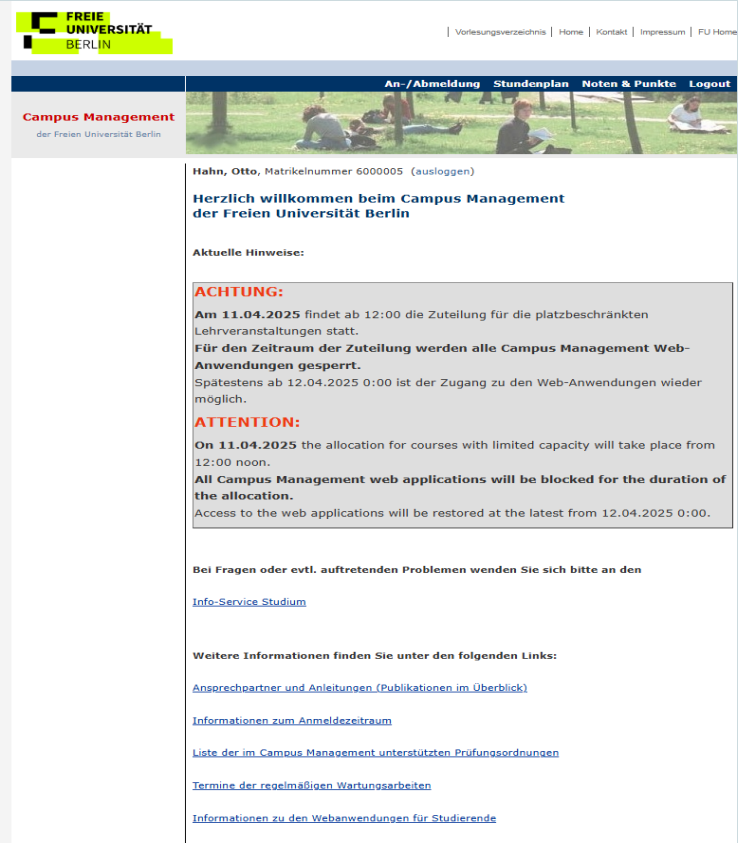 FREIE
UNIVERSITÄT
BERLIN
| Vorlesungsverzeichnis | Home | Kontakt | Impressum | FU Home
An-/Abmeldung Stundenplan Noten & Punkte Logout
Campus Management
der Freien Universität Berlin
Hahn, Otto, Matrikelnummer 6000005 (ausloggen)
Herzlich willkommen beim Campus Management
der Freien Universität Berlin
Aktuelle Hinweise:
ACHTUNG:
Am 11.04.2025 findet ab 12:00 die Zuteilung für die platzbeschränkten
Lehrveranstaltungen statt.
Für den Zeitraum der Zuteilung werden alle Campus Management Web-
Anwendungen gesperrt.
Spätestens ab 12.04.2025 0:00 ist der Zugang zu den Web-Anwendungen wieder
möglich.
ATTENTION:
On 11.04.2025 the allocation for courses with limited capacity will take place from
12:00 noon.
All Campus Management web applications will be blocked for the duration of
the allocation.
Access to the web applications will be restored at the latest from 12.04.2025 0:00.
Bei Fragen oder evtl. auftretenden Problemen wenden Sie sich bitte an den
Info-Service Studium
Weitere Informationen finden Sie unter den folgenden Links:
Ansprechpartner und Anleitungen (Publikationen im Überblick)
Informationen zum Anmeldezeitraum
Liste der im Campus Management unterstützten Prüfungsordnungen
Termine der regelmäßigen Wartungsarbeiten
Informationen zu den Webanwendungen für Studierende